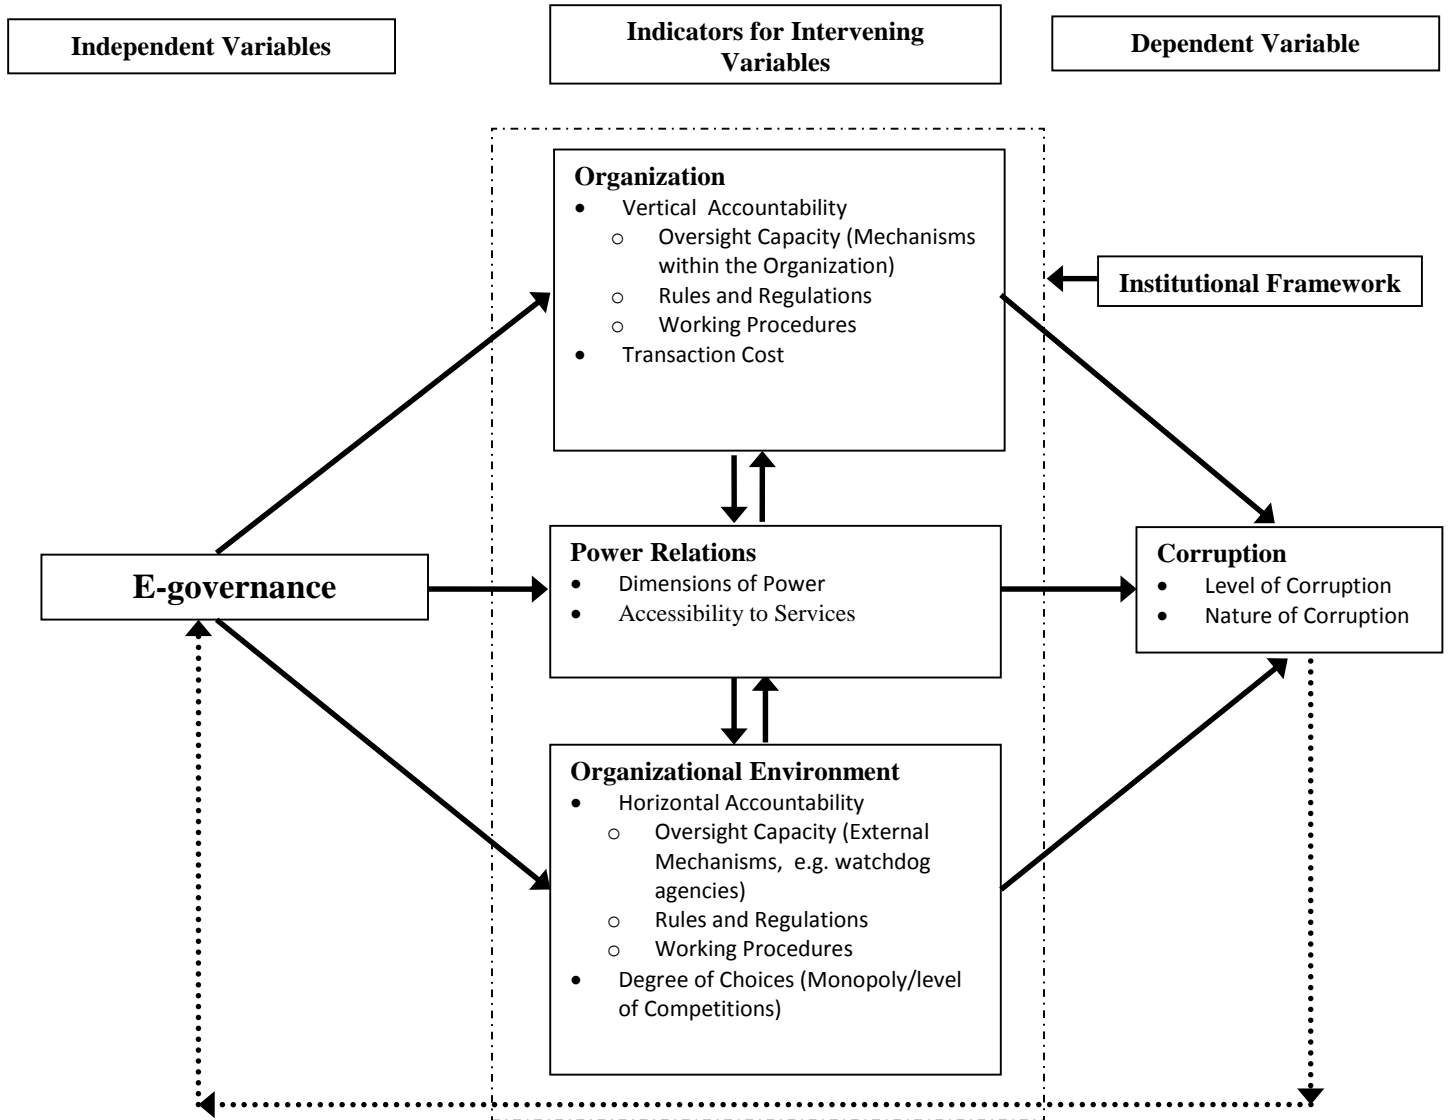 Independent Variables
Indicators for Intervening
Variables
Dependent Variable
Organization
• Vertical Accountability
o Oversight Capacity (Mechanisms
within the Organization)
o Rules and Regulations
o Working Procedures
• Transaction Cost
Institutional Framework
E-governance
Power Relations
• Dimensions of Power
• Accessibility to Services
Corruption
• Level of Corruption
• Nature of Corruption
Organizational Environment
• Horizontal Accountability
o Oversight Capacity (External
Mechanisms, e.g. watchdog
agencies)
o Rules and Regulations
o Working Procedures
• Degree of Choices (Monopoly/level
of Competitions)